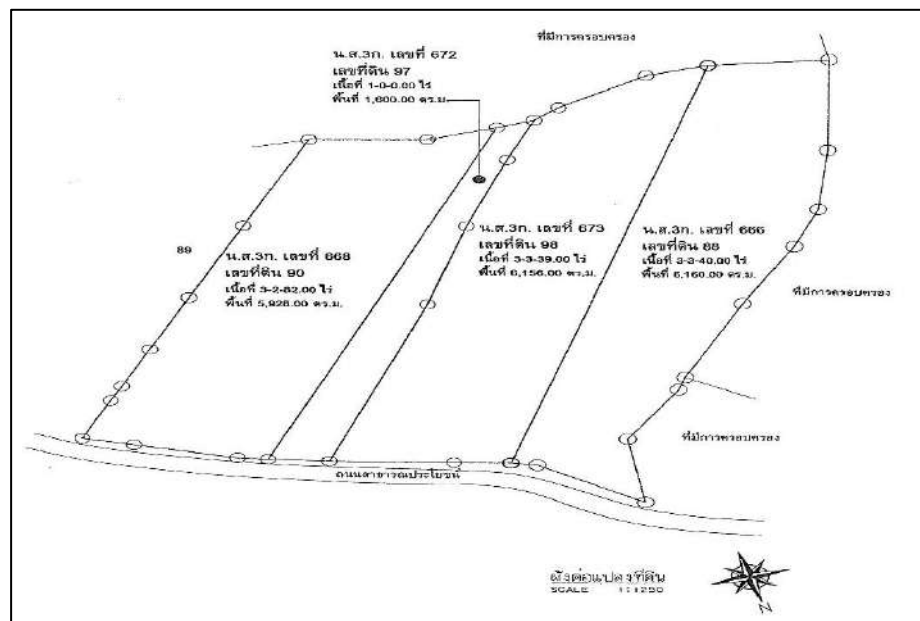 ที่มีการครอบครอง
น.ส.3ก. เลขที่ 672
เลขที่ดิน 97
เนื้อที่ 1-0-0.00 ไร่
พื้นที่ 1,600.00 ตร.ม.
89
น.ส.3ก. เลขที่ 668
เลขที่ดิน 90
เนื้อที่ 3-2-82.00 ไร่
พื้นที่ 5,928.00 ตร.ม.
น.ส.3ก. เลขที่ 673
เลขที่ดิน 98
เนื้อที่ 3-3-39.00 ไร่
พื้นที่ 6,156.00 ตร.ม.
น.ส.3ก. เลขที่ 666
เลขที่ดิน 88
เนื้อที่ 3-3-40.00 ไร่
พื้นที่ 6,160.00 ตร.ม.
ที่มีการครอบครอง
ที่มีการครอบครอง
ถนนสาธารณประโยชน์
ผังต่อแปลงที่ดิน
SCALE 1:1250
N